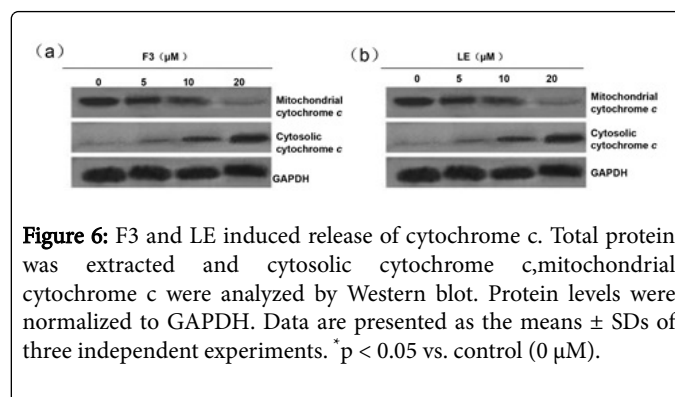 (a)
F3（μM）
0 5 10 20
Mitochondrial
cytochrome c
Cytosolic
cytochrome c
GAPDH
(b)
LE（μM）
0 5 10 20
Mitochondrial
cytochrome c
Cytosolic
cytochrome c
GAPDH
Figure 6: F3 and LE induced release of cytochrome c. Total protein
was extracted and cytosolic cytochrome c,mitochondrial
cytochrome c were analyzed by Western blot. Protein levels were
normalized to GAPDH. Data are presented as the means ± SDs of
three independent experiments. *p < 0.05 vs. control (0 μM).